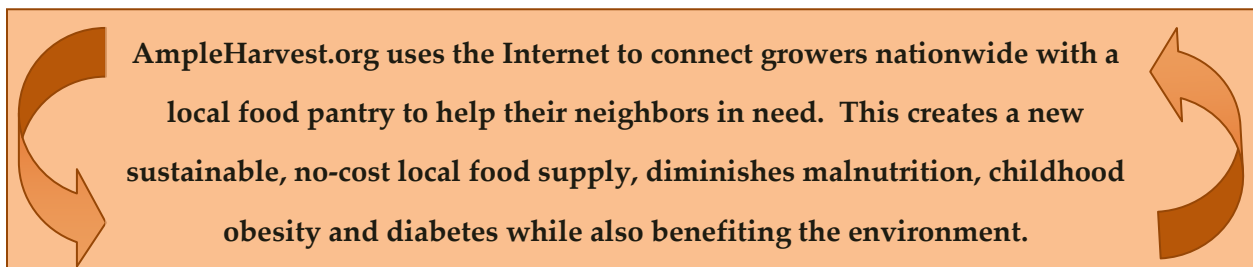 AmpleHarvest.org uses the Internet to connect growers nationwide with a
local food pantry to help their neighbors in need.  This creates a new
sustainable, no-cost local food supply, diminishes malnutrition, childhood
obesity and diabetes while also benefiting the environment.